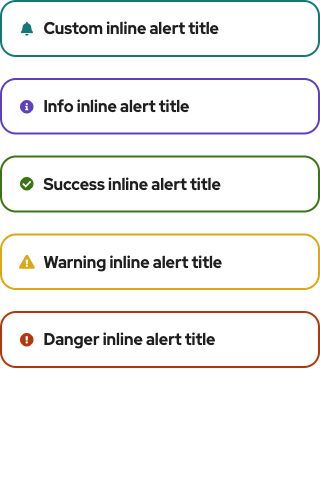 Custom inline alert title
Info inline alert title
Success inline alert title
Warning inline alert title
Danger inline alert title